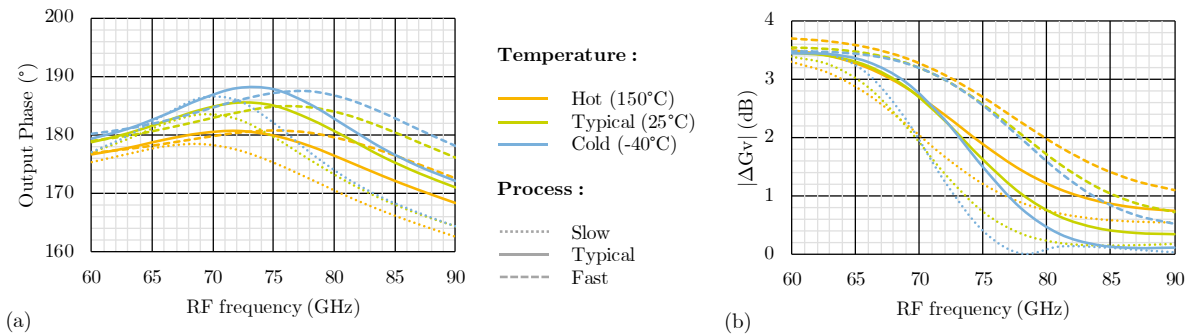 200
190
180
170
160
Output Phase (°)
60 65 70 75 80 85 90
RF frequency (GHz)
(a)
Temperature :
Hot (150°C)
Typical (25°C)
Cold (-40°C)
Process :
Slow
Typical
Fast
4
3
2
1
0
|ΔGv| (dB)
60 65 70 75 80 85 90
RF frequency (GHz)
(b)